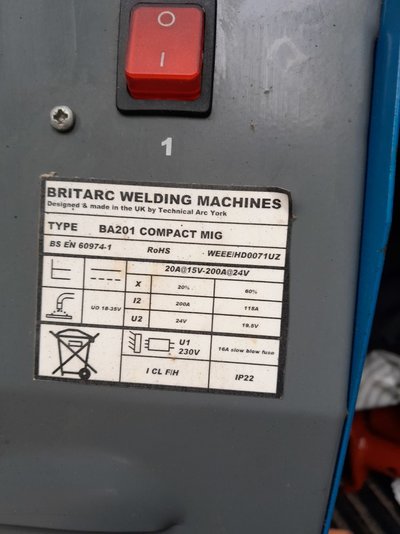 O
I
1
BRITARC WELDING MACHINES
Designed & made in the UK by Technical Arc York
TYPE BA201 COMPACT MIG
BS EN 60974-1 RoHS WEEE/HD0071UZ
20A@15V-200A@24V
X 20% 60%
UO 18-35V I2 200A 115A
U2 24V 19.8V
U1
230V
16A slow blow fuse
I CL F/H IP22